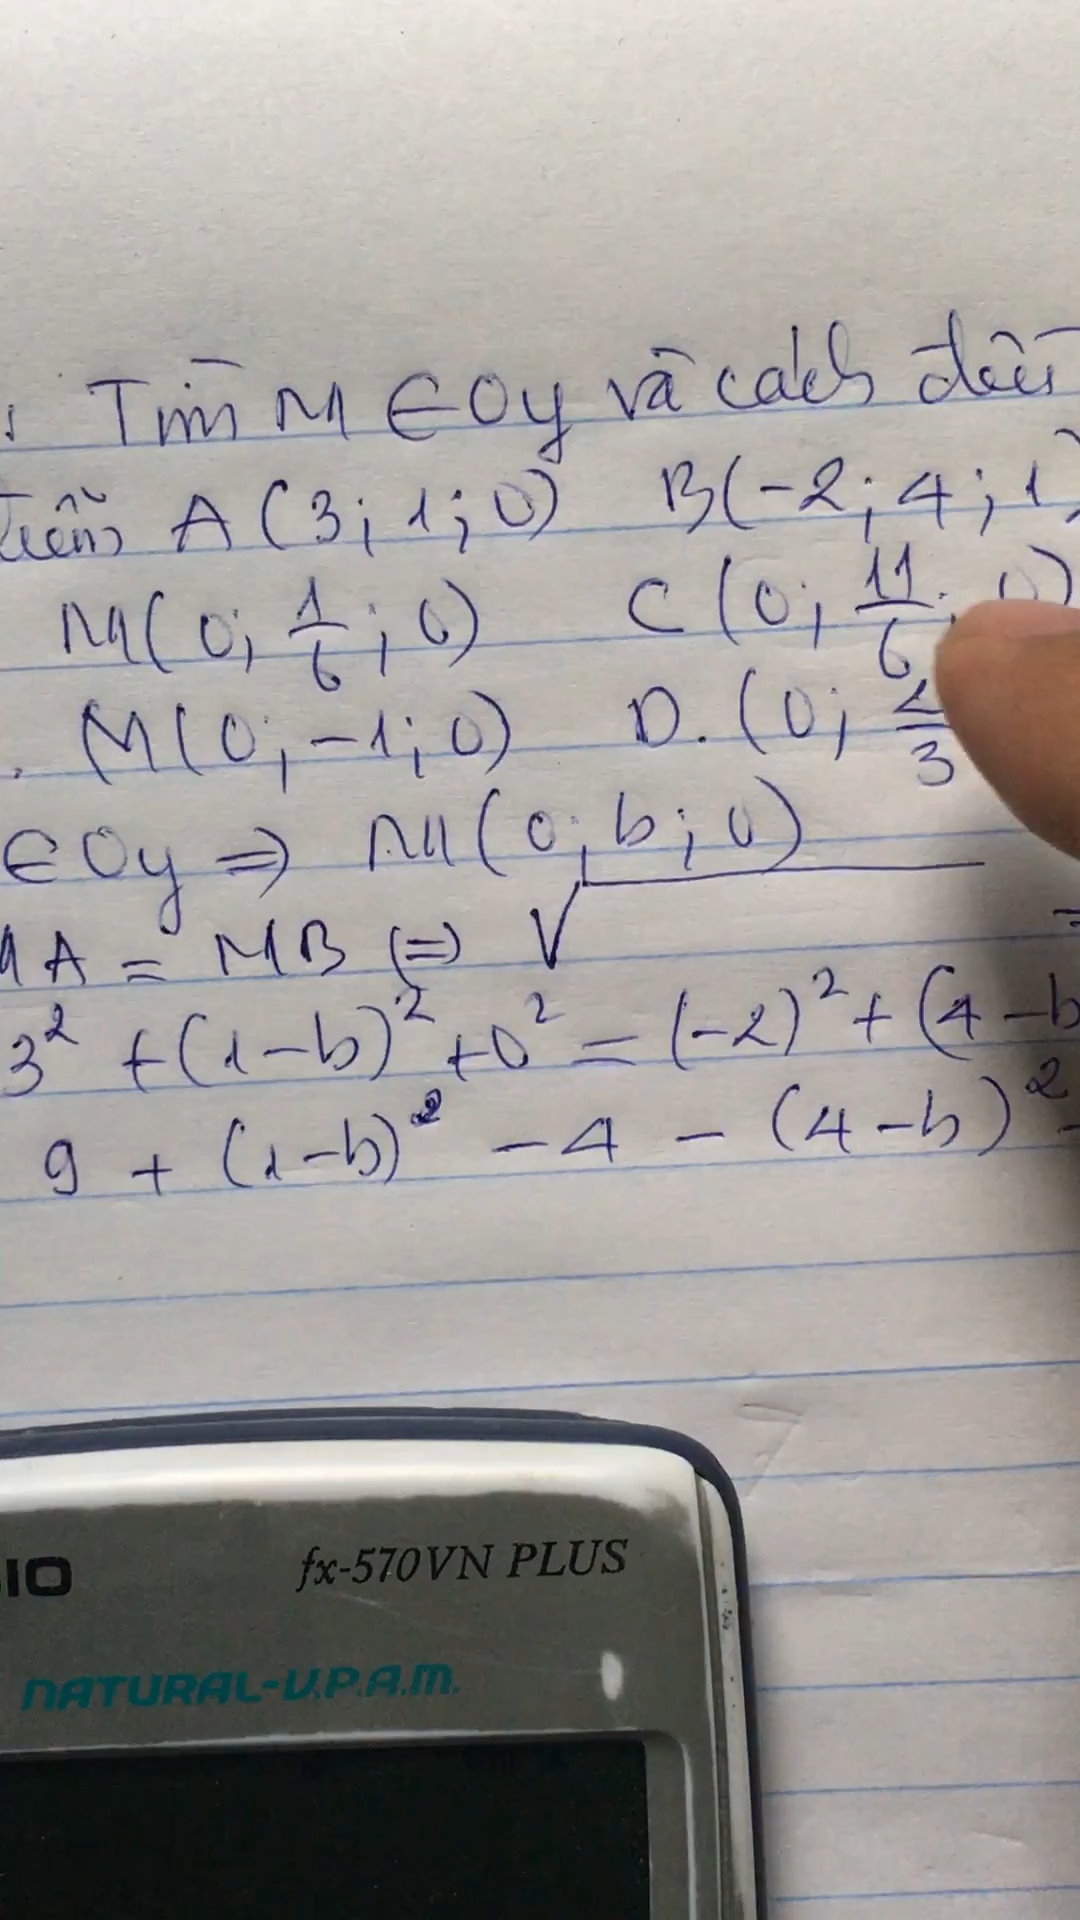 : Tìm M ∈ Oy và cách đều
A(3;1;0) B(-2;4;1)
M(0; 1/6; 0) C(0; 11/6; 0)
. M(0;-1;0) D. (0; /3
∈ Oy => M(0; b; 0)
MA = MB (=) √ =
3² + (1-b)² + 0² = (-2)² + (4-b
9 + (1-b)² - 4 - (4-b)² -
fx-570VN PLUS
NATURAL-V.P.A.M.